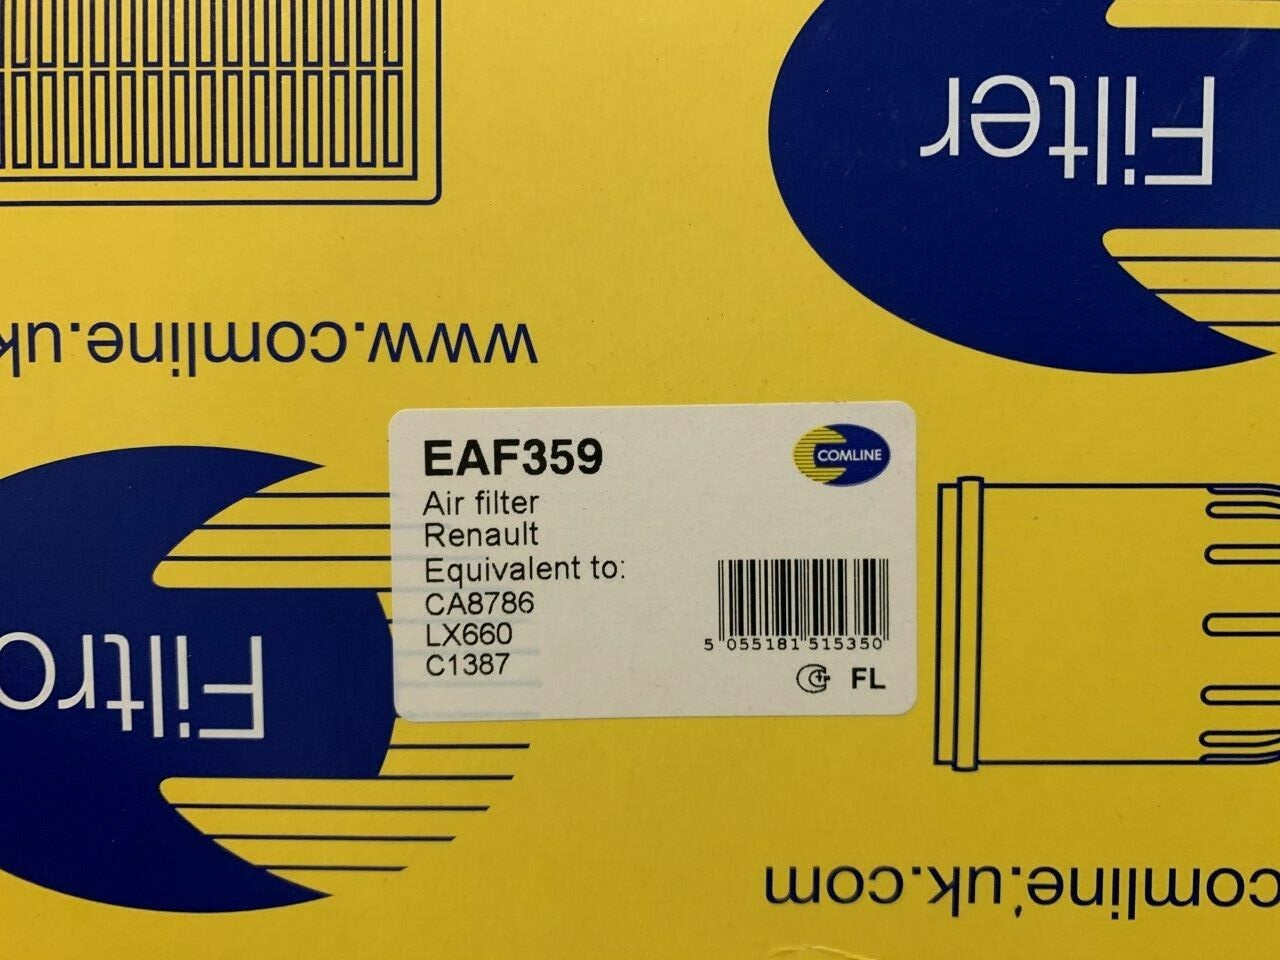 Filter
www.comline.uk
EAF359
COMLINE
Air filter
Renault
Equivalent to:
CA8786
LX660
C1387
5 055181 515350
FL
Filtro
comline.uk.com